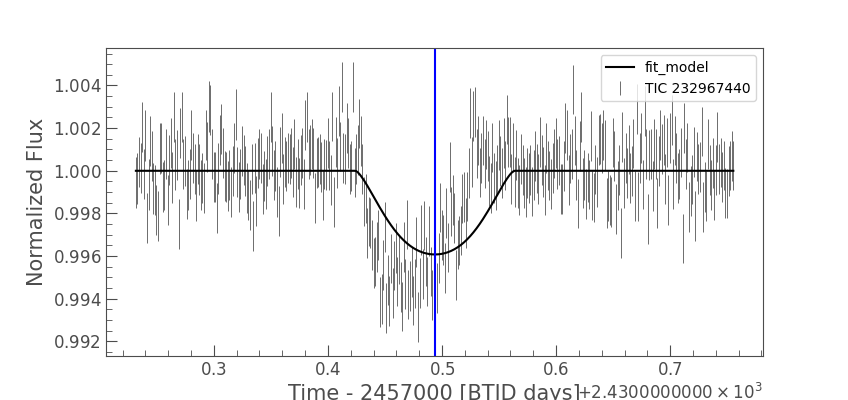 Normalized Flux
1.004
1.002
1.000
0.998
0.996
0.994
0.992
fit_model
TIC 232967440
0.3 0.4 0.5 0.6 0.7
Time - 2457000 [BTJD days]
+2.4300000000×10³